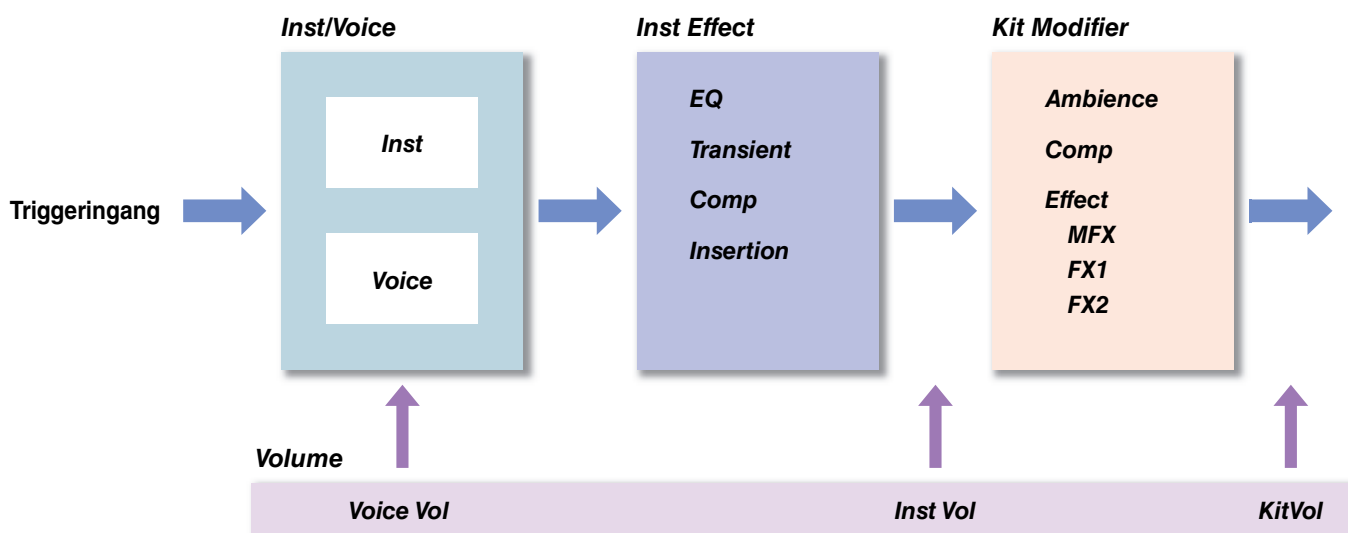 Inst/Voice
Inst Effect
Kit Modifier
Inst
Voice
EQ
Transient
Comp
Insertion
Ambience
Comp
Effect
MFX
FX1
FX2
Triggeringang
Volume
Voice Vol
Inst Vol
KitVol